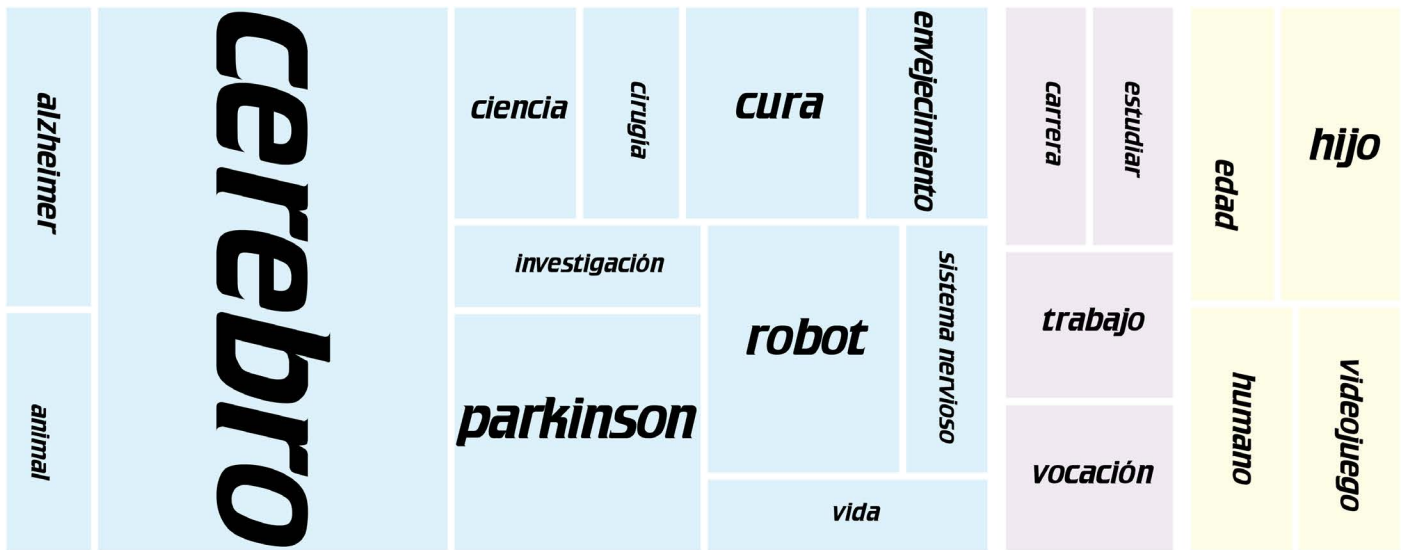 alzheimer
animal
cerebro
ciencia
cirugia
cura
envejecimiento
investigación
parkinson
robot
sistema nervioso
vida
carrera
estudiar
trabajo
vocación
edad
hijo
humano
videojuego